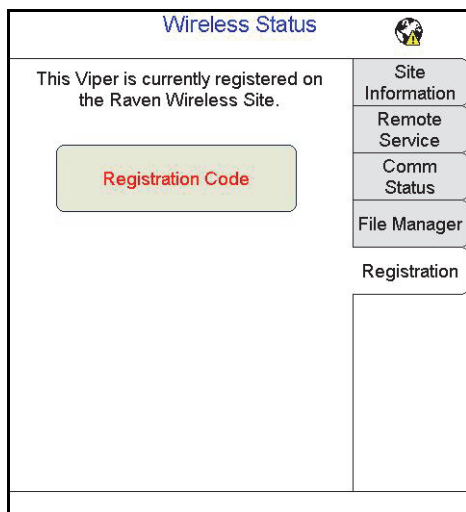 Wireless Status
This Viper is currently registered on
the Raven Wireless Site.
Registration Code
Site
Information
Remote
Service
Comm
Status
File Manager
Registration